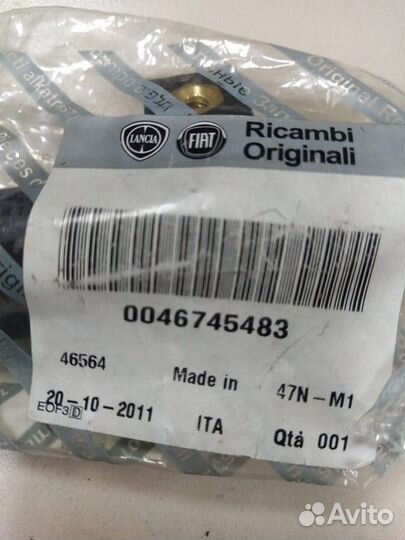 LANCIA
FIAT
Ricambi
Originali
0046745483
46564
Made in
47N-M1
20-10-2011
EOF3D
ITA
Qtà 001
Avito